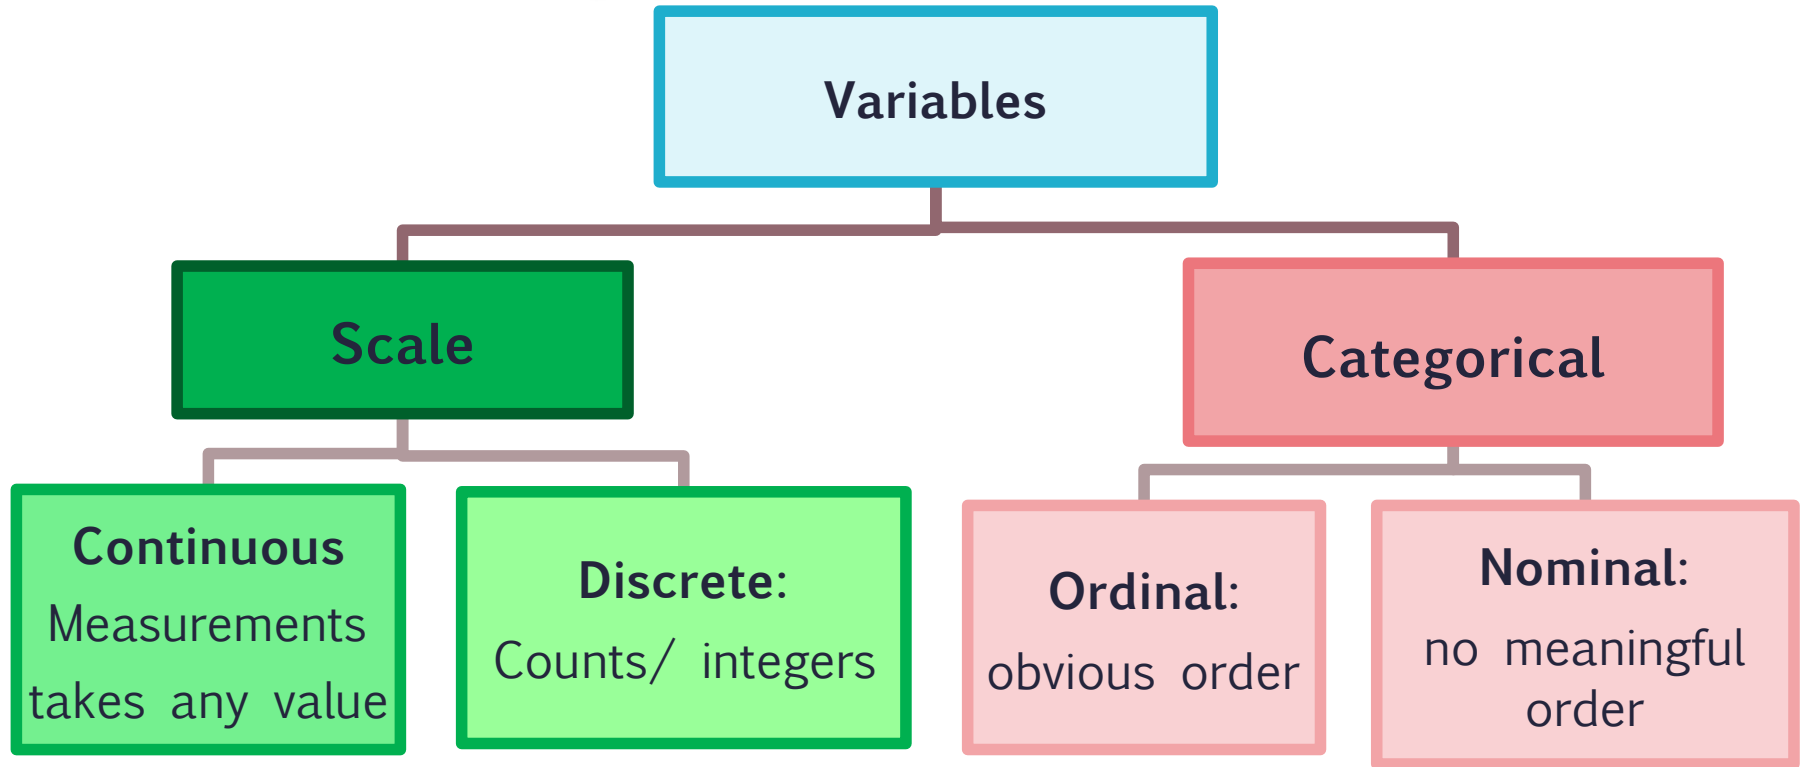 Variables
Scale
Categorical
Continuous
Measurements
takes any value
Discrete:
Counts/ integers
Ordinal:
obvious order
Nominal:
no meaningful
order